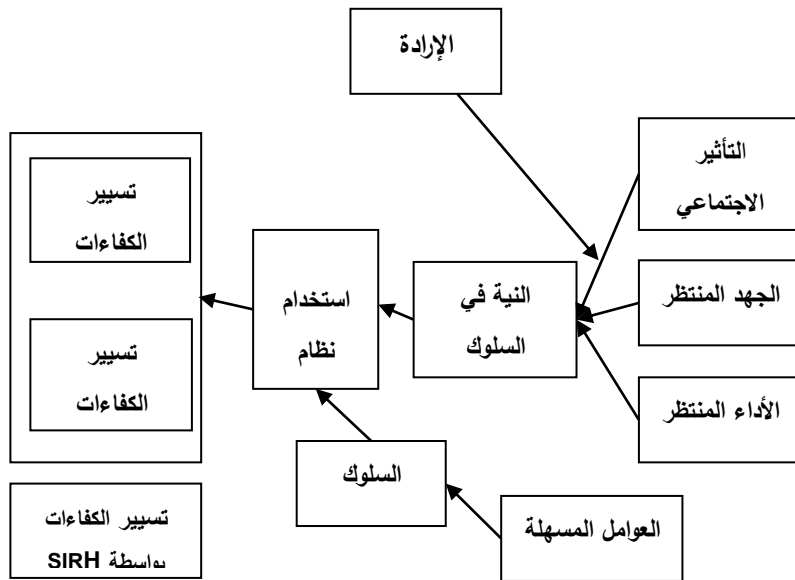 الإرادة
التأثير
الاجتماعي
تسيير
الكفاءات
استخدام
نظام
النية في
السلوك
الجهد المنتظر
تسيير
الكفاءات
الأداء المنتظر
السلوك
العوامل المسهلة
تسيير الكفاءات
بواسطة SIRH